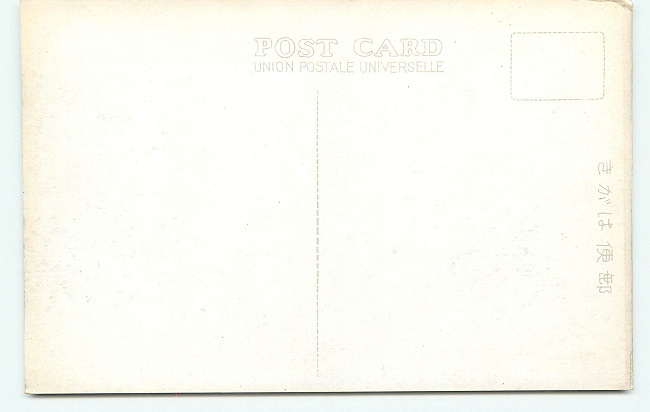 POST CARD
UNION POSTALE UNIVERSELLE
きがは便郵